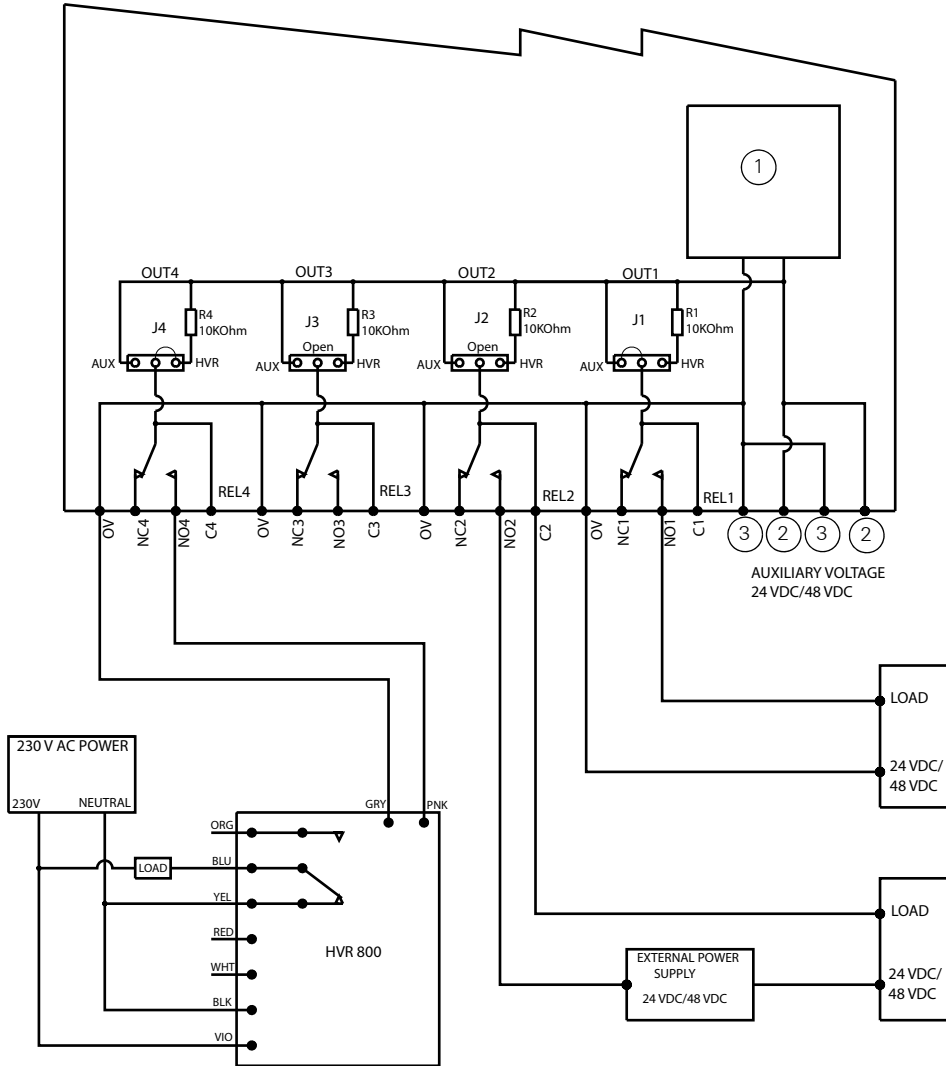 1
OUT4
OUT3
OUT2
OUT1
J4
R4
10KOhm
J3
R3
10KOhm
J2
R2
10KOhm
J1
R1
10KOhm
Open
Open
AUX
HVR
AUX
HVR
AUX
HVR
AUX
HVR
REL4
REL3
REL2
REL1
0V
NC4
NO4
C4
0V
NC3
NO3
C3
0V
NC2
NO2
C2
0V
NC1
NO1
C1
3
2
3
2
AUXILIARY VOLTAGE
24 VDC/48 VDC
LOAD
24 VDC/
48 VDC
230 V AC POWER
230V
NEUTRAL
GRY
PNK
ORG
LOAD
BLU
YEL
RED
HVR 800
WHT
BLK
VIO
LOAD
EXTERNAL POWER
SUPPLY
24 VDC/48 VDC
24 VDC/
48 VDC